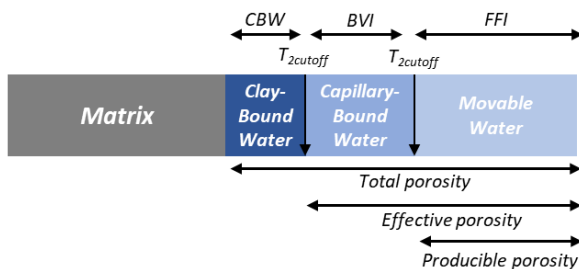 CBW
BVI
FFI
T2cutoff
T2cutoff
Matrix
Clay-
Bound
Water
Capillary-
Bound
Water
Movable
Water
Total porosity
Effective porosity
Producible porosity